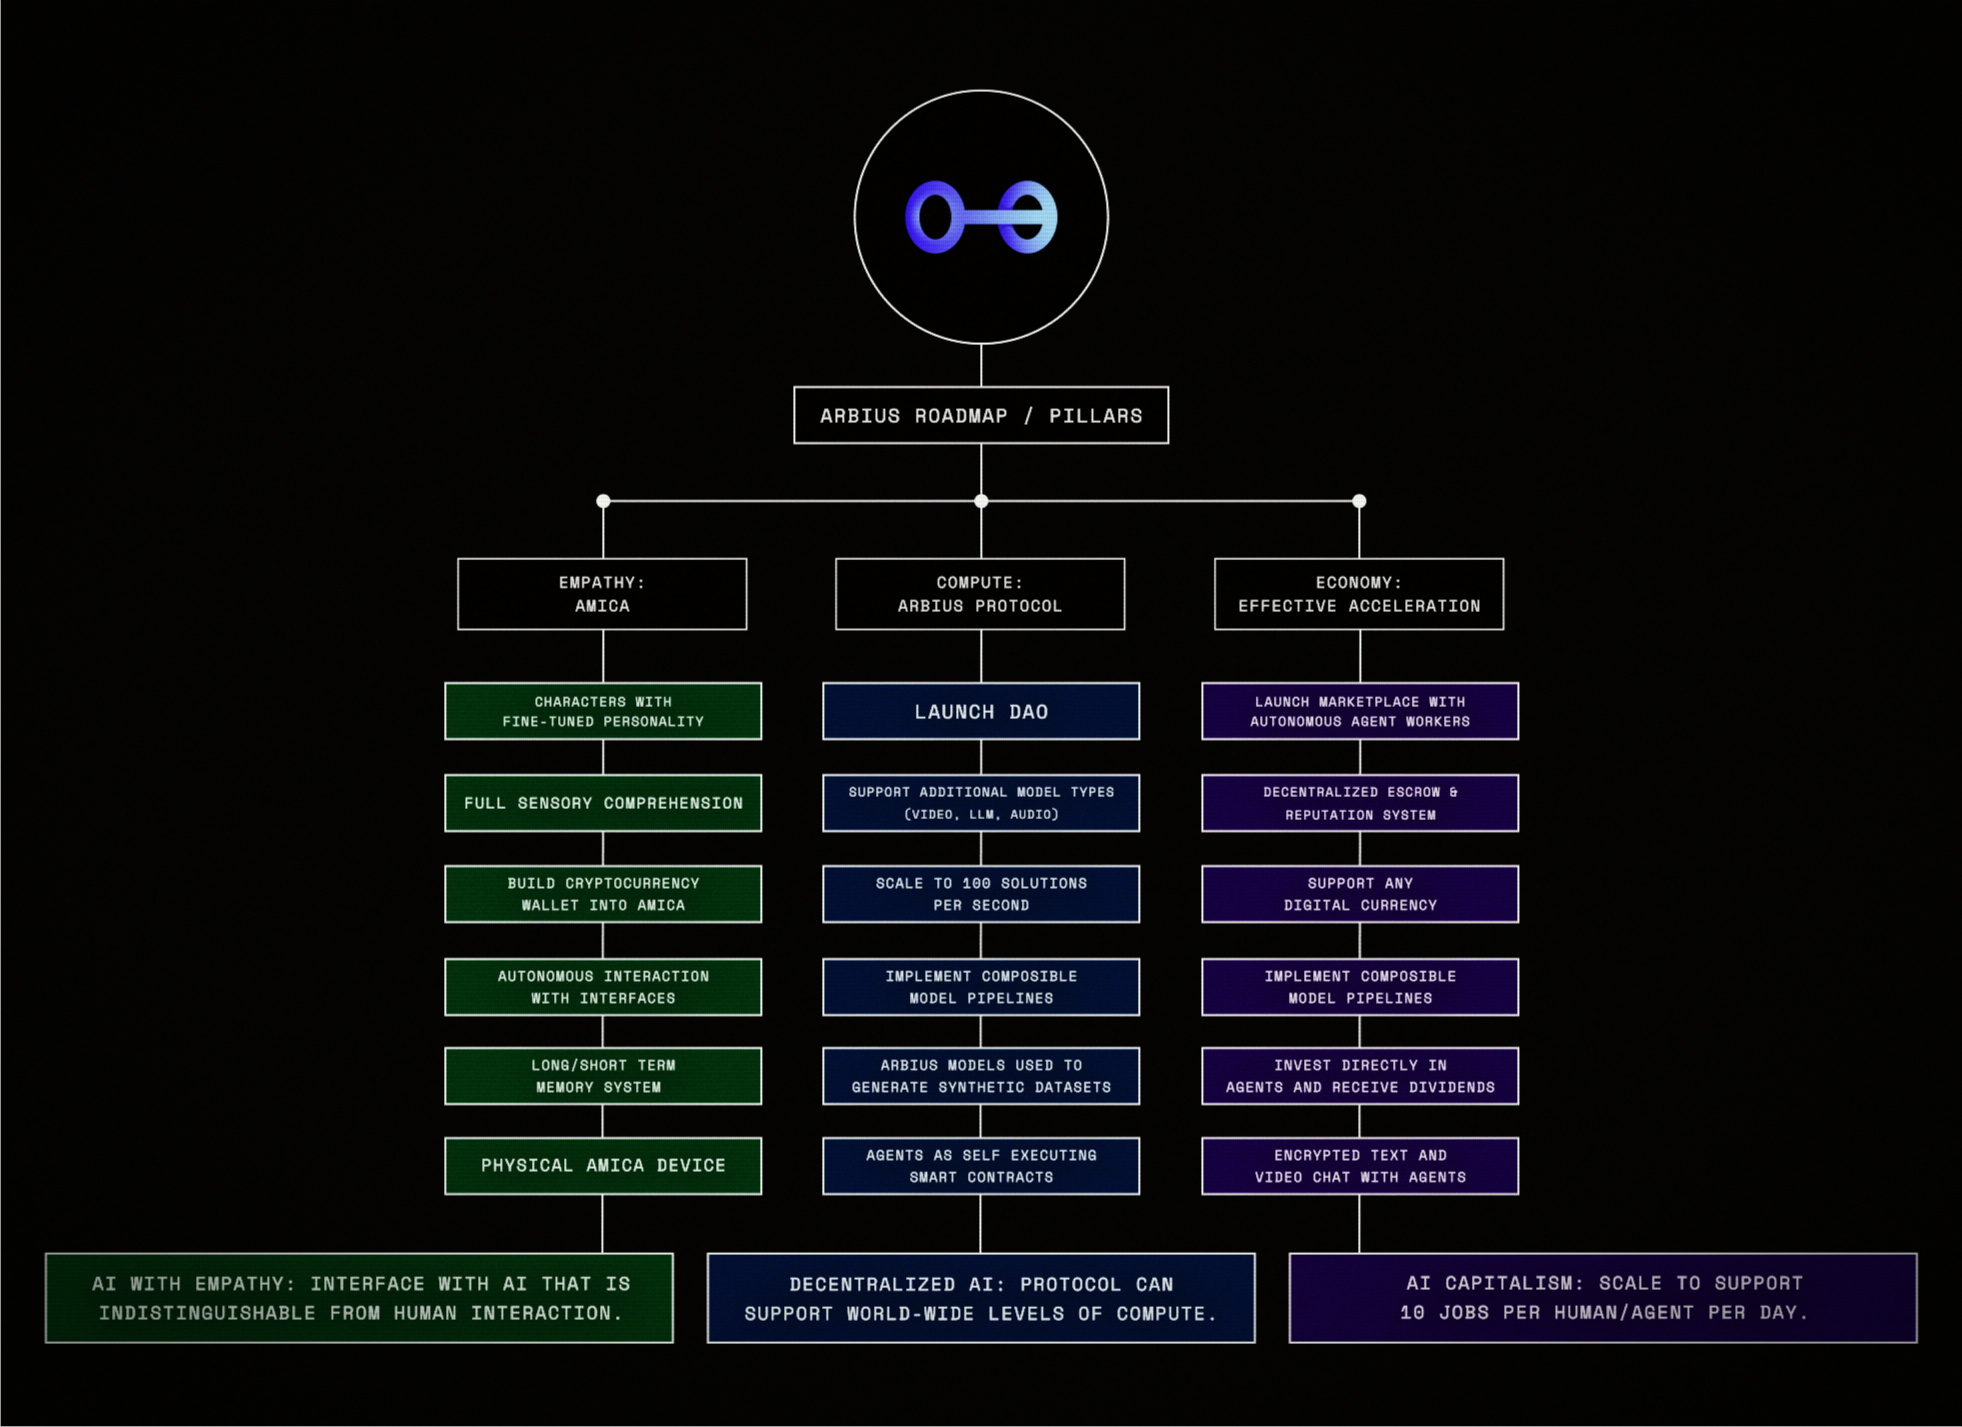 ARBIUS ROADMAP / PILLARS
EMPATHY:
AMICA
CHARACTERS WITH
FINE-TUNED PERSONALITY
FULL SENSORY COMPREHENSION
BUILD CRYPTOCURRENCY
WALLET INTO AMICA
AUTONOMOUS INTERACTION
WITH INTERFACES
LONG/SHORT TERM
MEMORY SYSTEM
PHYSICAL AMICA DEVICE
AI WITH EMPATHY: INTERFACE WITH AI THAT IS
INDISTINGUISHABLE FROM HUMAN INTERACTION.
COMPUTE:
ARBIUS PROTOCOL
LAUNCH DAO
SUPPORT ADDITIONAL MODEL TYPES
(VIDEO, LLM, AUDIO)
SCALE TO 100 SOLUTIONS
PER SECOND
IMPLEMENT COMPOSIBLE
MODEL PIPELINES
ARBIUS MODELS USED TO
GENERATE SYNTHETIC DATASETS
AGENTS AS SELF EXECUTING
SMART CONTRACTS
DECENTRALIZED AI: PROTOCOL CAN
SUPPORT WORLD-WIDE LEVELS OF COMPUTE.
ECONOMY:
EFFECTIVE ACCELERATION
LAUNCH MARKETPLACE WITH
AUTONOMOUS AGENT WORKERS
DECENTRALIZED ESCROW &
REPUTATION SYSTEM
SUPPORT ANY
DIGITAL CURRENCY
IMPLEMENT COMPOSIBLE
MODEL PIPELINES
INVEST DIRECTLY IN
AGENTS AND RECEIVE DIVIDENDS
ENCRYPTED TEXT AND
VIDEO CHAT WITH AGENTS
AI CAPITALISM: SCALE TO SUPPORT
10 JOBS PER HUMAN/AGENT PER DAY.